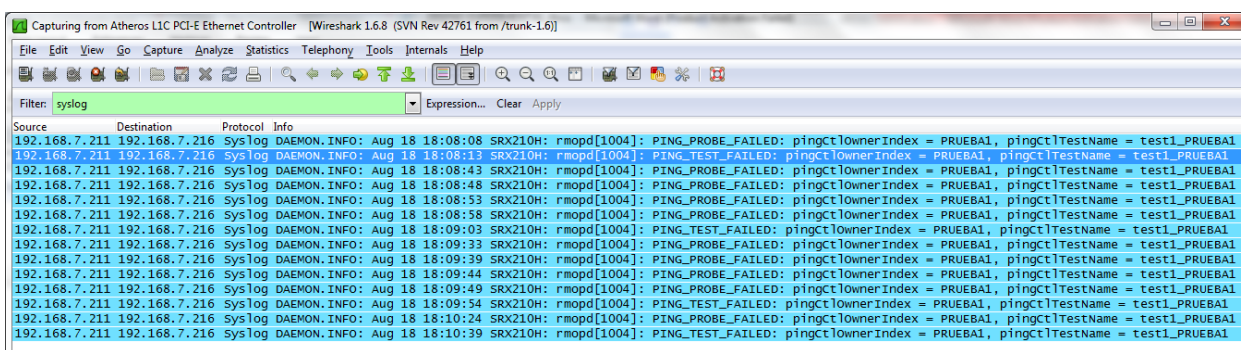 Capturing from Atheros L1C PCI-E Ethernet Controller [Wireshark 1.6.8 (SVN Rev 42761 from /trunk-1.6)]
File Edit View Go Capture Analyze Statistics Telephony Tools Internals Help
Filter: syslog Expression... Clear Apply
Source Destination Protocol Info
192.168.7.211 192.168.7.216 Syslog DAEMON.INFO: Aug 18 18:08:08 SRX210H: rmopd[1004]: PING_PROBE_FAILED: pingCtlOwnerIndex = PRUEBA1, pingCtlTestName = test1_PRUEBA1
192.168.7.211 192.168.7.216 Syslog DAEMON.INFO: Aug 18 18:08:13 SRX210H: rmopd[1004]: PING_TEST_FAILED: pingCtlOwnerIndex = PRUEBA1, pingCtlTestName = test1_PRUEBA1
192.168.7.211 192.168.7.216 Syslog DAEMON.INFO: Aug 18 18:08:43 SRX210H: rmopd[1004]: PING_PROBE_FAILED: pingCtlOwnerIndex = PRUEBA1, pingCtlTestName = test1_PRUEBA1
192.168.7.211 192.168.7.216 Syslog DAEMON.INFO: Aug 18 18:08:48 SRX210H: rmopd[1004]: PING_PROBE_FAILED: pingCtlOwnerIndex = PRUEBA1, pingCtlTestName = test1_PRUEBA1
192.168.7.211 192.168.7.216 Syslog DAEMON.INFO: Aug 18 18:08:53 SRX210H: rmopd[1004]: PING_PROBE_FAILED: pingCtlOwnerIndex = PRUEBA1, pingCtlTestName = test1_PRUEBA1
192.168.7.211 192.168.7.216 Syslog DAEMON.INFO: Aug 18 18:08:58 SRX210H: rmopd[1004]: PING_PROBE_FAILED: pingCtlOwnerIndex = PRUEBA1, pingCtlTestName = test1_PRUEBA1
192.168.7.211 192.168.7.216 Syslog DAEMON.INFO: Aug 18 18:09:03 SRX210H: rmopd[1004]: PING_TEST_FAILED: pingCtlOwnerIndex = PRUEBA1, pingCtlTestName = test1_PRUEBA1
192.168.7.211 192.168.7.216 Syslog DAEMON.INFO: Aug 18 18:09:33 SRX210H: rmopd[1004]: PING_PROBE_FAILED: pingCtlOwnerIndex = PRUEBA1, pingCtlTestName = test1_PRUEBA1
192.168.7.211 192.168.7.216 Syslog DAEMON.INFO: Aug 18 18:09:39 SRX210H: rmopd[1004]: PING_PROBE_FAILED: pingCtlOwnerIndex = PRUEBA1, pingCtlTestName = test1_PRUEBA1
192.168.7.211 192.168.7.216 Syslog DAEMON.INFO: Aug 18 18:09:44 SRX210H: rmopd[1004]: PING_PROBE_FAILED: pingCtlOwnerIndex = PRUEBA1, pingCtlTestName = test1_PRUEBA1
192.168.7.211 192.168.7.216 Syslog DAEMON.INFO: Aug 18 18:09:49 SRX210H: rmopd[1004]: PING_PROBE_FAILED: pingCtlOwnerIndex = PRUEBA1, pingCtlTestName = test1_PRUEBA1
192.168.7.211 192.168.7.216 Syslog DAEMON.INFO: Aug 18 18:09:54 SRX210H: rmopd[1004]: PING_TEST_FAILED: pingCtlOwnerIndex = PRUEBA1, pingCtlTestName = test1_PRUEBA1
192.168.7.211 192.168.7.216 Syslog DAEMON.INFO: Aug 18 18:10:24 SRX210H: rmopd[1004]: PING_PROBE_FAILED: pingCtlOwnerIndex = PRUEBA1, pingCtlTestName = test1_PRUEBA1
192.168.7.211 192.168.7.216 Syslog DAEMON.INFO: Aug 18 18:10:39 SRX210H: rmopd[1004]: PING_TEST_FAILED: pingCtlOwnerIndex = PRUEBA1, pingCtlTestName = test1_PRUEBA1